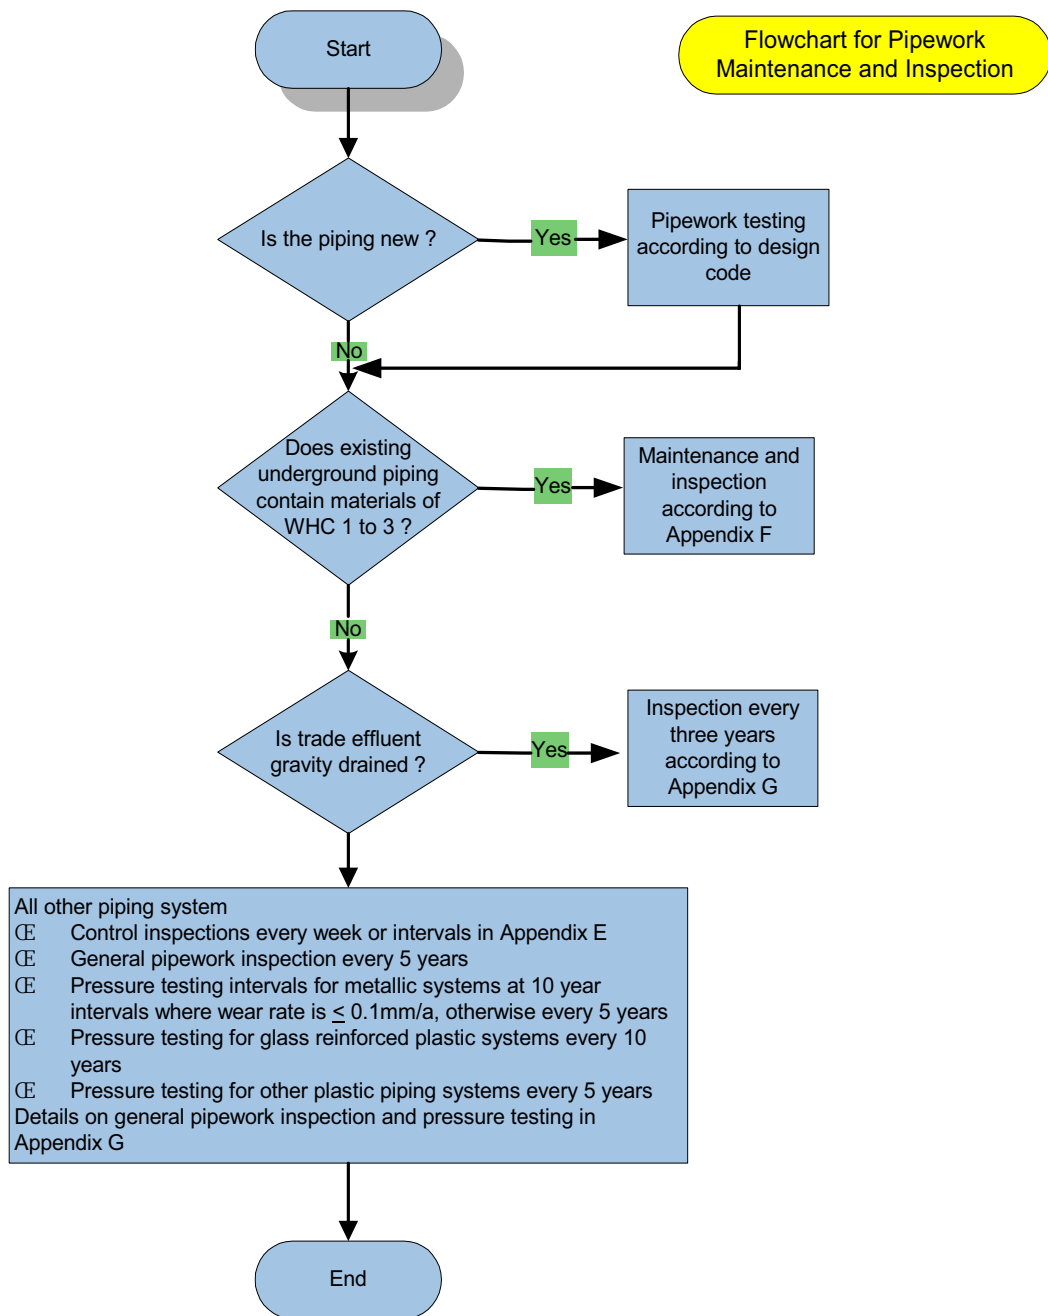 Start
Flowchart for Pipework
Maintenance and Inspection
Is the piping new ?
Yes
Pipework testing
according to design
code
No
Does existing
underground piping
contain materials of
WHC 1 to 3 ?
Yes
Maintenance and
inspection
according to
Appendix F
No
Is trade effluent
gravity drained ?
Yes
Inspection every
three years
according to
Appendix G
All other piping system
Œ Control inspections every week or intervals in Appendix E
Œ General pipework inspection every 5 years
Œ Pressure testing intervals for metallic systems at 10 year
intervals where wear rate is ≤ 0.1mm/a, otherwise every 5 years
Œ Pressure testing for glass reinforced plastic systems every 10
years
Œ Pressure testing for other plastic piping systems every 5 years
Details on general pipework inspection and pressure testing in
Appendix G
End